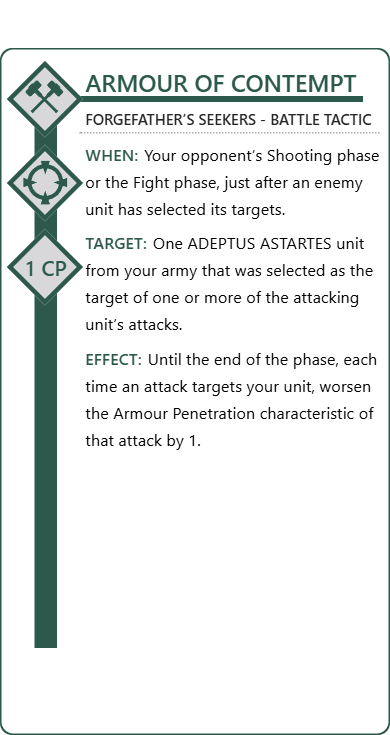 ARMOUR OF CONTEMPT
FORGEFATHER'S SEEKERS - BATTLE TACTIC
WHEN: Your opponent's Shooting phase
or the Fight phase, just after an enemy
unit has selected its targets.
TARGET: One ADEPTUS ASTARTES unit
1 CP
from your army that was selected as the
target of one or more of the attacking
unit's attacks.
EFFECT: Until the end of the phase, each
time an attack targets your unit, worsen
the Armour Penetration characteristic of
that attack by 1.